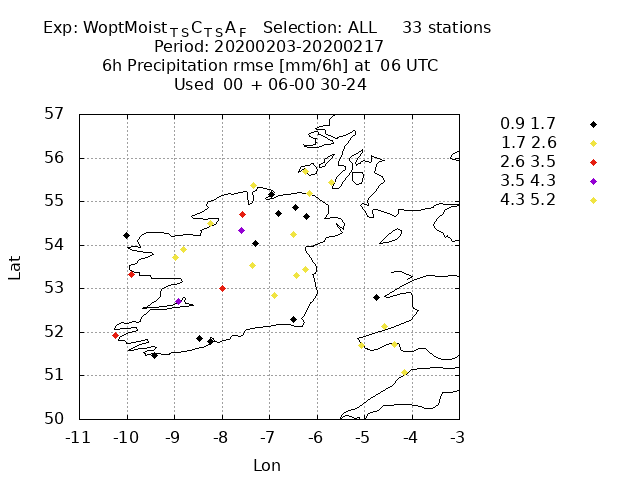 Exp: WoptMoist_TS C_TS A_F Selection: ALL 33 stations
Period: 20200203-20200217
6h Precipitation rmse [mm/6h] at 06 UTC
Used 00 + 06-00 30-24
57
56
55
54
53
52
51
50
-11 -10 -9 -8 -7 -6 -5 -4 -3
Lat
Lon
0.9 1.7
1.7 2.6
2.6 3.5
3.5 4.3
4.3 5.2